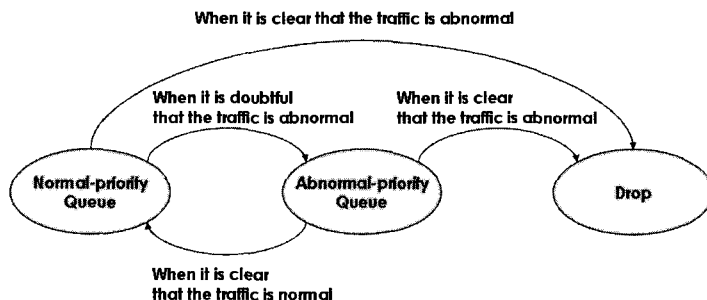 When it is clear that the traffic is abnormal
When it is doubtful
that the traffic is abnormal
When it is clear
that the traffic is abnormal
Normal-priority
Queue
Abnormal-priority
Queue
Drop
When it is clear
that the traffic is normal